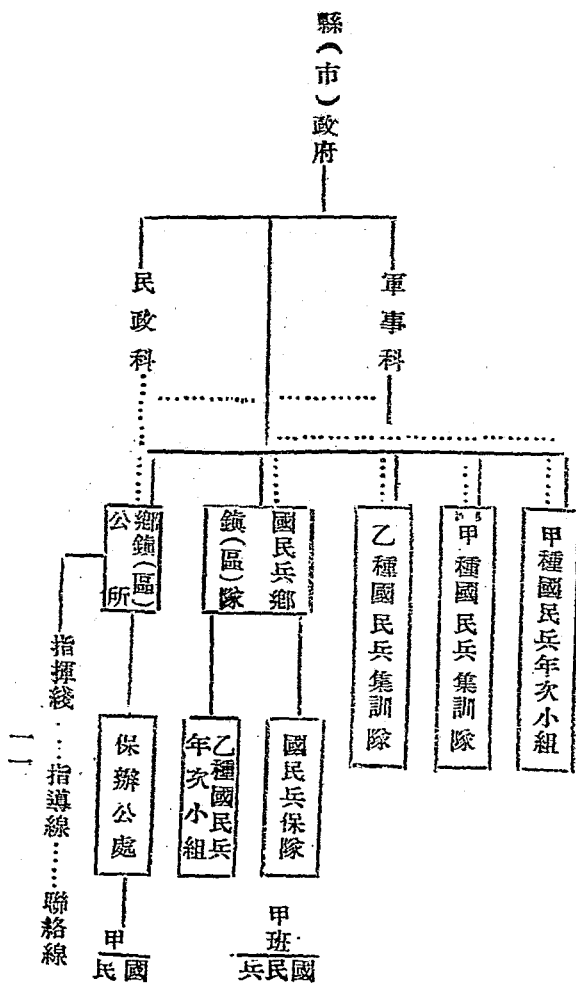 縣(市)政府
軍事科
民政科
甲種國民兵年次小組
甲種國民兵集訓隊
乙種國民兵集訓隊
國民兵鄉
鎮(區)隊
鄉鎮(區)
公所
國民兵保隊
乙種國民兵
年次小組
保辦公處
甲班
國民兵
甲
國民
指揮綫……指導線……聯絡線
一一